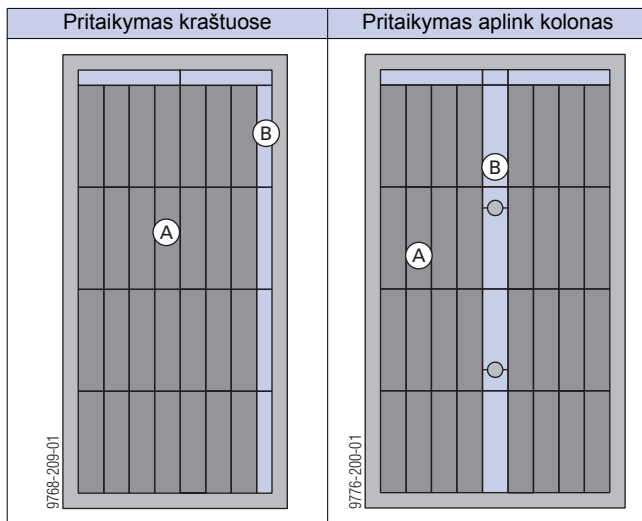 Pritaikymas kraštuose
Pritaikymas aplink kolonas
B
A
9768-209-01
B
A
9776-200-01